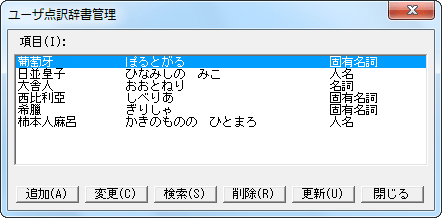 ユーザ点訳辞書管理
項目(I):
葡萄牙 ぽるとがる 固有名詞
日並皇子 ひなみしの　みこ 人名
大舎人 おおとねり 名詞
西比利亞 しべりあ 固有名詞
希臘 ぎりしゃ 固有名詞
柿本人麻呂 かきのものの　ひとまろ 人名
追加(A) 変更(C) 検索(S) 削除(R) 更新(U) 閉じる